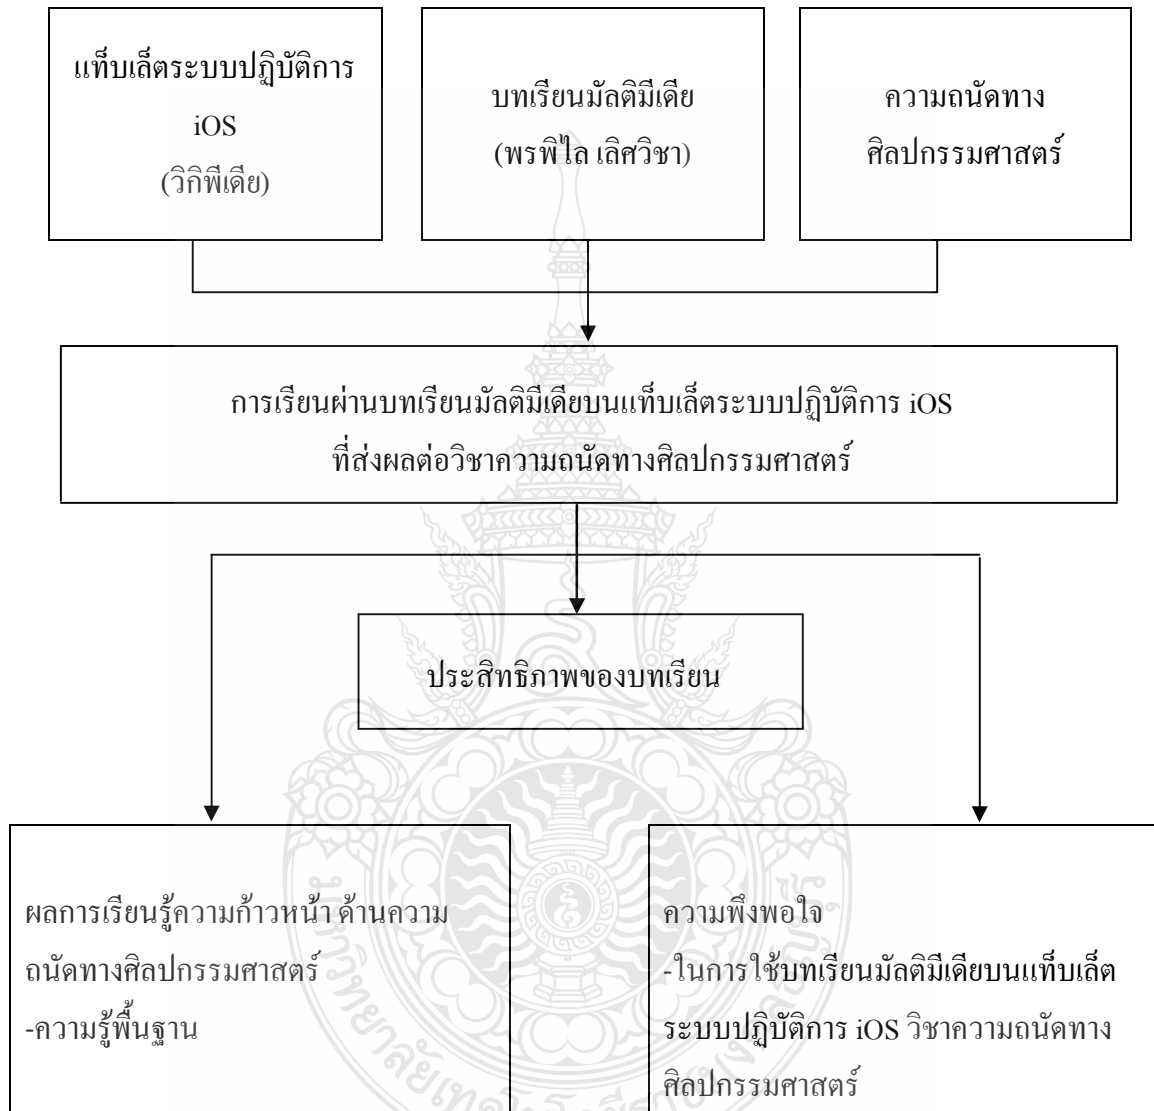 แท็บเล็ตระบบปฏิบัติการ
iOS
(วิกิพีเดีย)
บทเรียนมัลติมีเดีย
(พรพิไล เลิศวิชา)
ความถนัดทาง
ศิลปกรรมศาสตร์
การเรียนผ่านบทเรียนมัลติมีเดียบนแท็บเล็ตระบบปฏิบัติการ iOS
ที่ส่งผลต่อวิชาความถนัดทางศิลปกรรมศาสตร์
ประสิทธิภาพของบทเรียน
ผลการเรียนรู้ความก้าวหน้า ด้านความ
ถนัดทางศิลปกรรมศาสตร์
-ความรู้พื้นฐาน
ความพึงพอใจ
-ในการใช้บทเรียนมัลติมีเดียบนแท็บเล็ต
ระบบปฏิบัติการ iOS วิชาความถนัดทาง
ศิลปกรรมศาสตร์